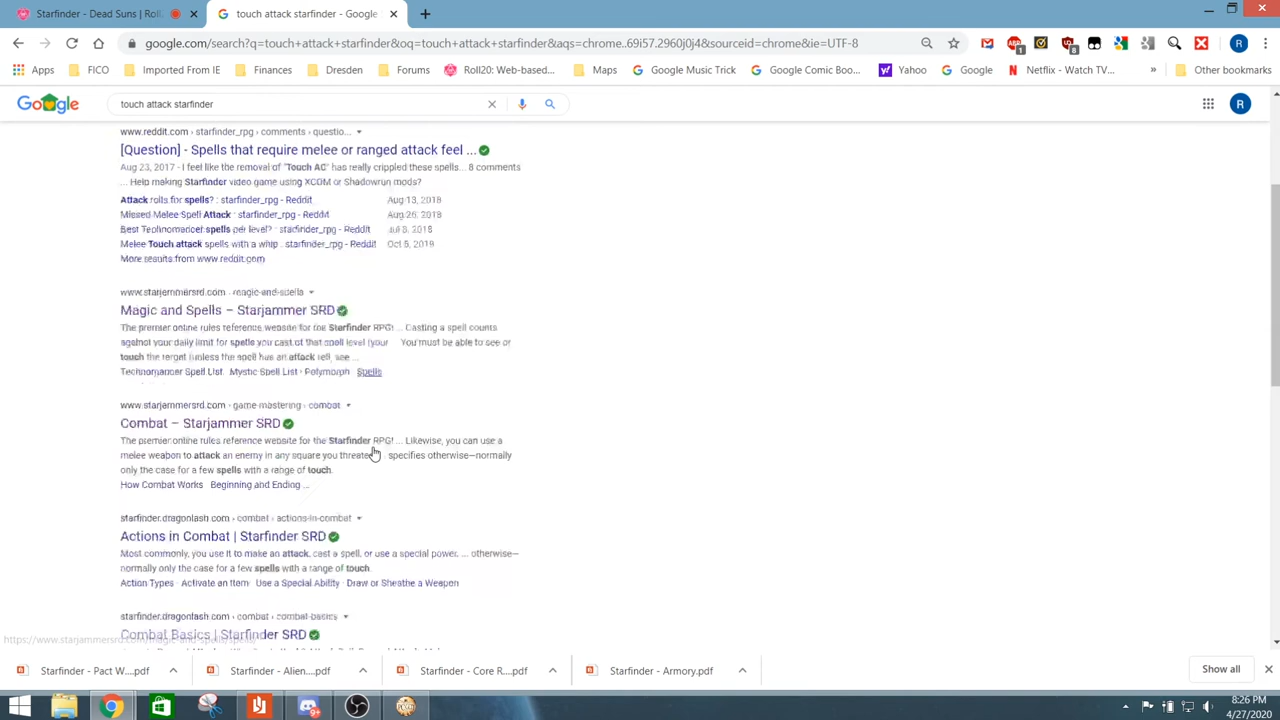 Starfinder - Dead Suns | Roll
touch attack starfinder - Google
google.com/search?q=touch+attack+starfinder&oq=touch+attack+starfinder&aqs=chrome..69i57.2960j0j4&sourceid=chrome&ie=UTF-8
Apps FICO Imported From IE Finances Dresden Forums Roll20: Web-based... Maps Google Music Trick Google Comic Boo... Yahoo Google Netflix - Watch TV... » Other bookmarks
Google touch attack starfinder R
www.reddit.com › starfinder_rpg › comments › questio...
[Question] - Spells that require melee or ranged attack feel ...
Aug 23, 2017 - I feel like the removal of "Touch AC" has really crippled these spells... 8 comments
... Help making Starfinder video game using XCOM or Shadowrun mods?
Attack rolls for spells? : starfinder_rpg - Reddit Aug 13, 2018
Missed Melee Spell Attack : starfinder_rpg - Reddit Aug 26, 2018
Best Technomancer spells per level? : starfinder_rpg - Reddit Jul 8, 2018
Melee Touch attack spells with a whip : starfinder_rpg - Reddit Oct 8, 2019
More results from www.reddit.com
www.starjammersrd.com › magic-and-spells
Magic and Spells – Starjammer SRD
The premier online rules reference website for the Starfinder RPG! ... Casting a spell counts
against your daily limit for spells you cast of that spell level (your ... You must be able to see or
touch the target (unless the spell has an attack roll, see ...
Technomancer Spell List · Mystic Spell List · Polymorph · Spells
www.starjammersrd.com › game-mastering › combat
Combat – Starjammer SRD
The premier online rules reference website for the Starfinder RPG! ... Likewise, you can use a
melee weapon to attack an enemy in any square you threaten specifies otherwise—normally
only the case for a few spells with a range of touch.
How Combat Works · Beginning and Ending ...
starfinder.dragonlash.com › combat › actions-in-combat
Actions in Combat | Starfinder SRD
Most commonly, you use it to make an attack, cast a spell, or use a special power. ... otherwise—
normally only the case for a few spells with a range of touch.
Action Types · Activate an Item · Use a Special Ability · Draw or Sheathe a Weapon
starfinder.dragonlash.com › combat › combat-basics
Combat Basics | Starfinder SRD
https://www.starjammersrd.com/magic-and-spells/spells/
Starfinder - Pact W....pdf Starfinder - Alien....pdf Starfinder - Core R....pdf Starfinder - Armory.pdf Show all
8:26 PM
4/27/2020